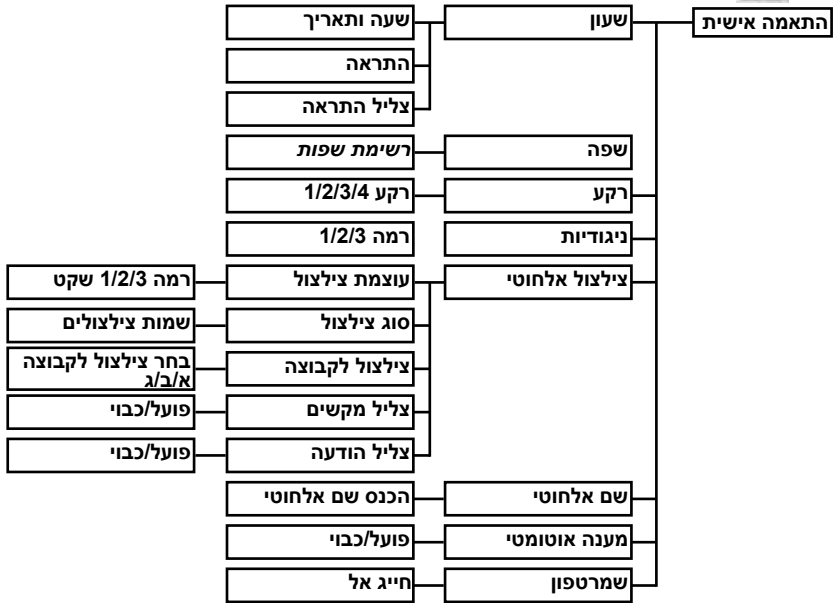 התאמה אישית
שעון
שעה ותאריך
התראה
צליל התראה
שפה
רשימת שפות
רקע
רקע 1/2/3/4
ניגודיות
רמה 1/2/3
צילצול אלחוטי
עוצמת צילצול
רמה 1/2/3 שקט
סוג צילצול
שמות צילצולים
צילצול לקבוצה
בחר צילצול לקבוצה
א/ב/ג
צליל מקשים
פועל/כבוי
צליל הודעה
פועל/כבוי
שם אלחוטי
הכנס שם אלחוטי
מענה אוטומטי
פועל/כבוי
שמרטפון
חייג אל